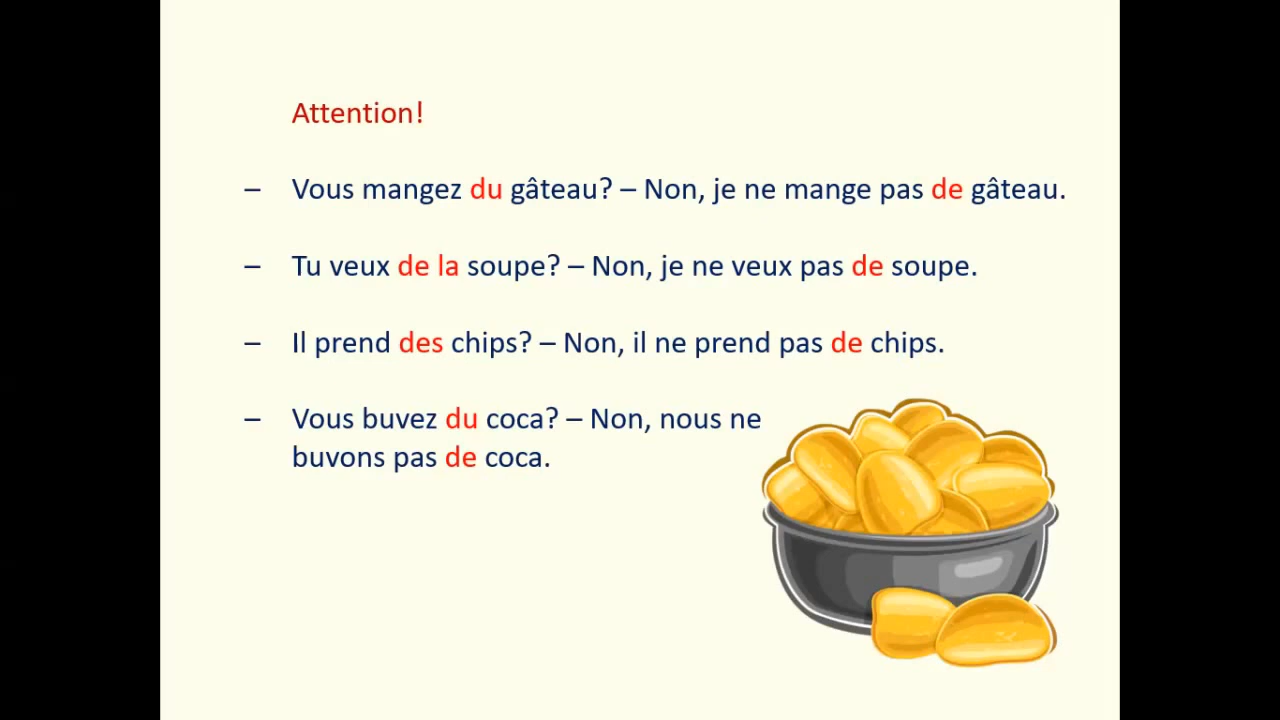 Attention!
– Vous mangez du gâteau? – Non, je ne mange pas de gâteau.
– Tu veux de la soupe? – Non, je ne veux pas de soupe.
– Il prend des chips? – Non, il ne prend pas de chips.
– Vous buvez du coca? – Non, nous ne
buvons pas de coca.